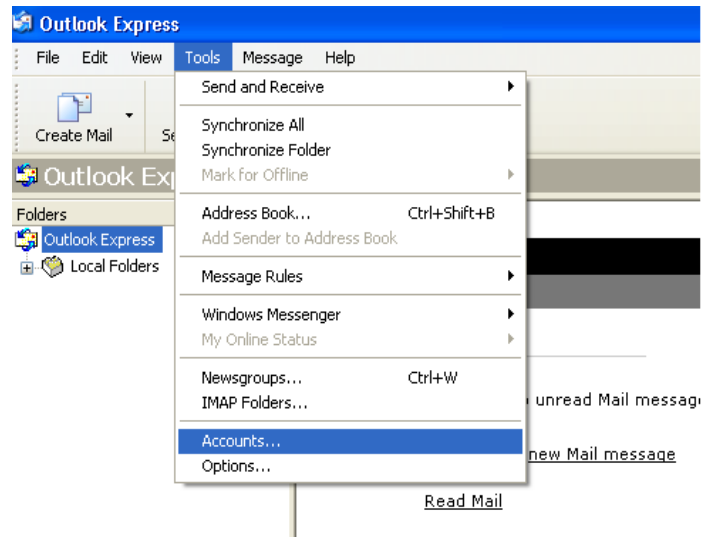 Outlook Express
File Edit View Tools Message Help
Send and Receive
Create Mail
Synchronize All
Synchronize Folder
Mark for Offline
Outlook Ex
Folders
Address Book... Ctrl+Shift+B
Outlook Express
Add Sender to Address Book
Local Folders
Message Rules
Windows Messenger
My Online Status
Newsgroups... Ctrl+W
IMAP Folders...
unread Mail messag
Accounts...
new Mail message
Options...
Read Mail